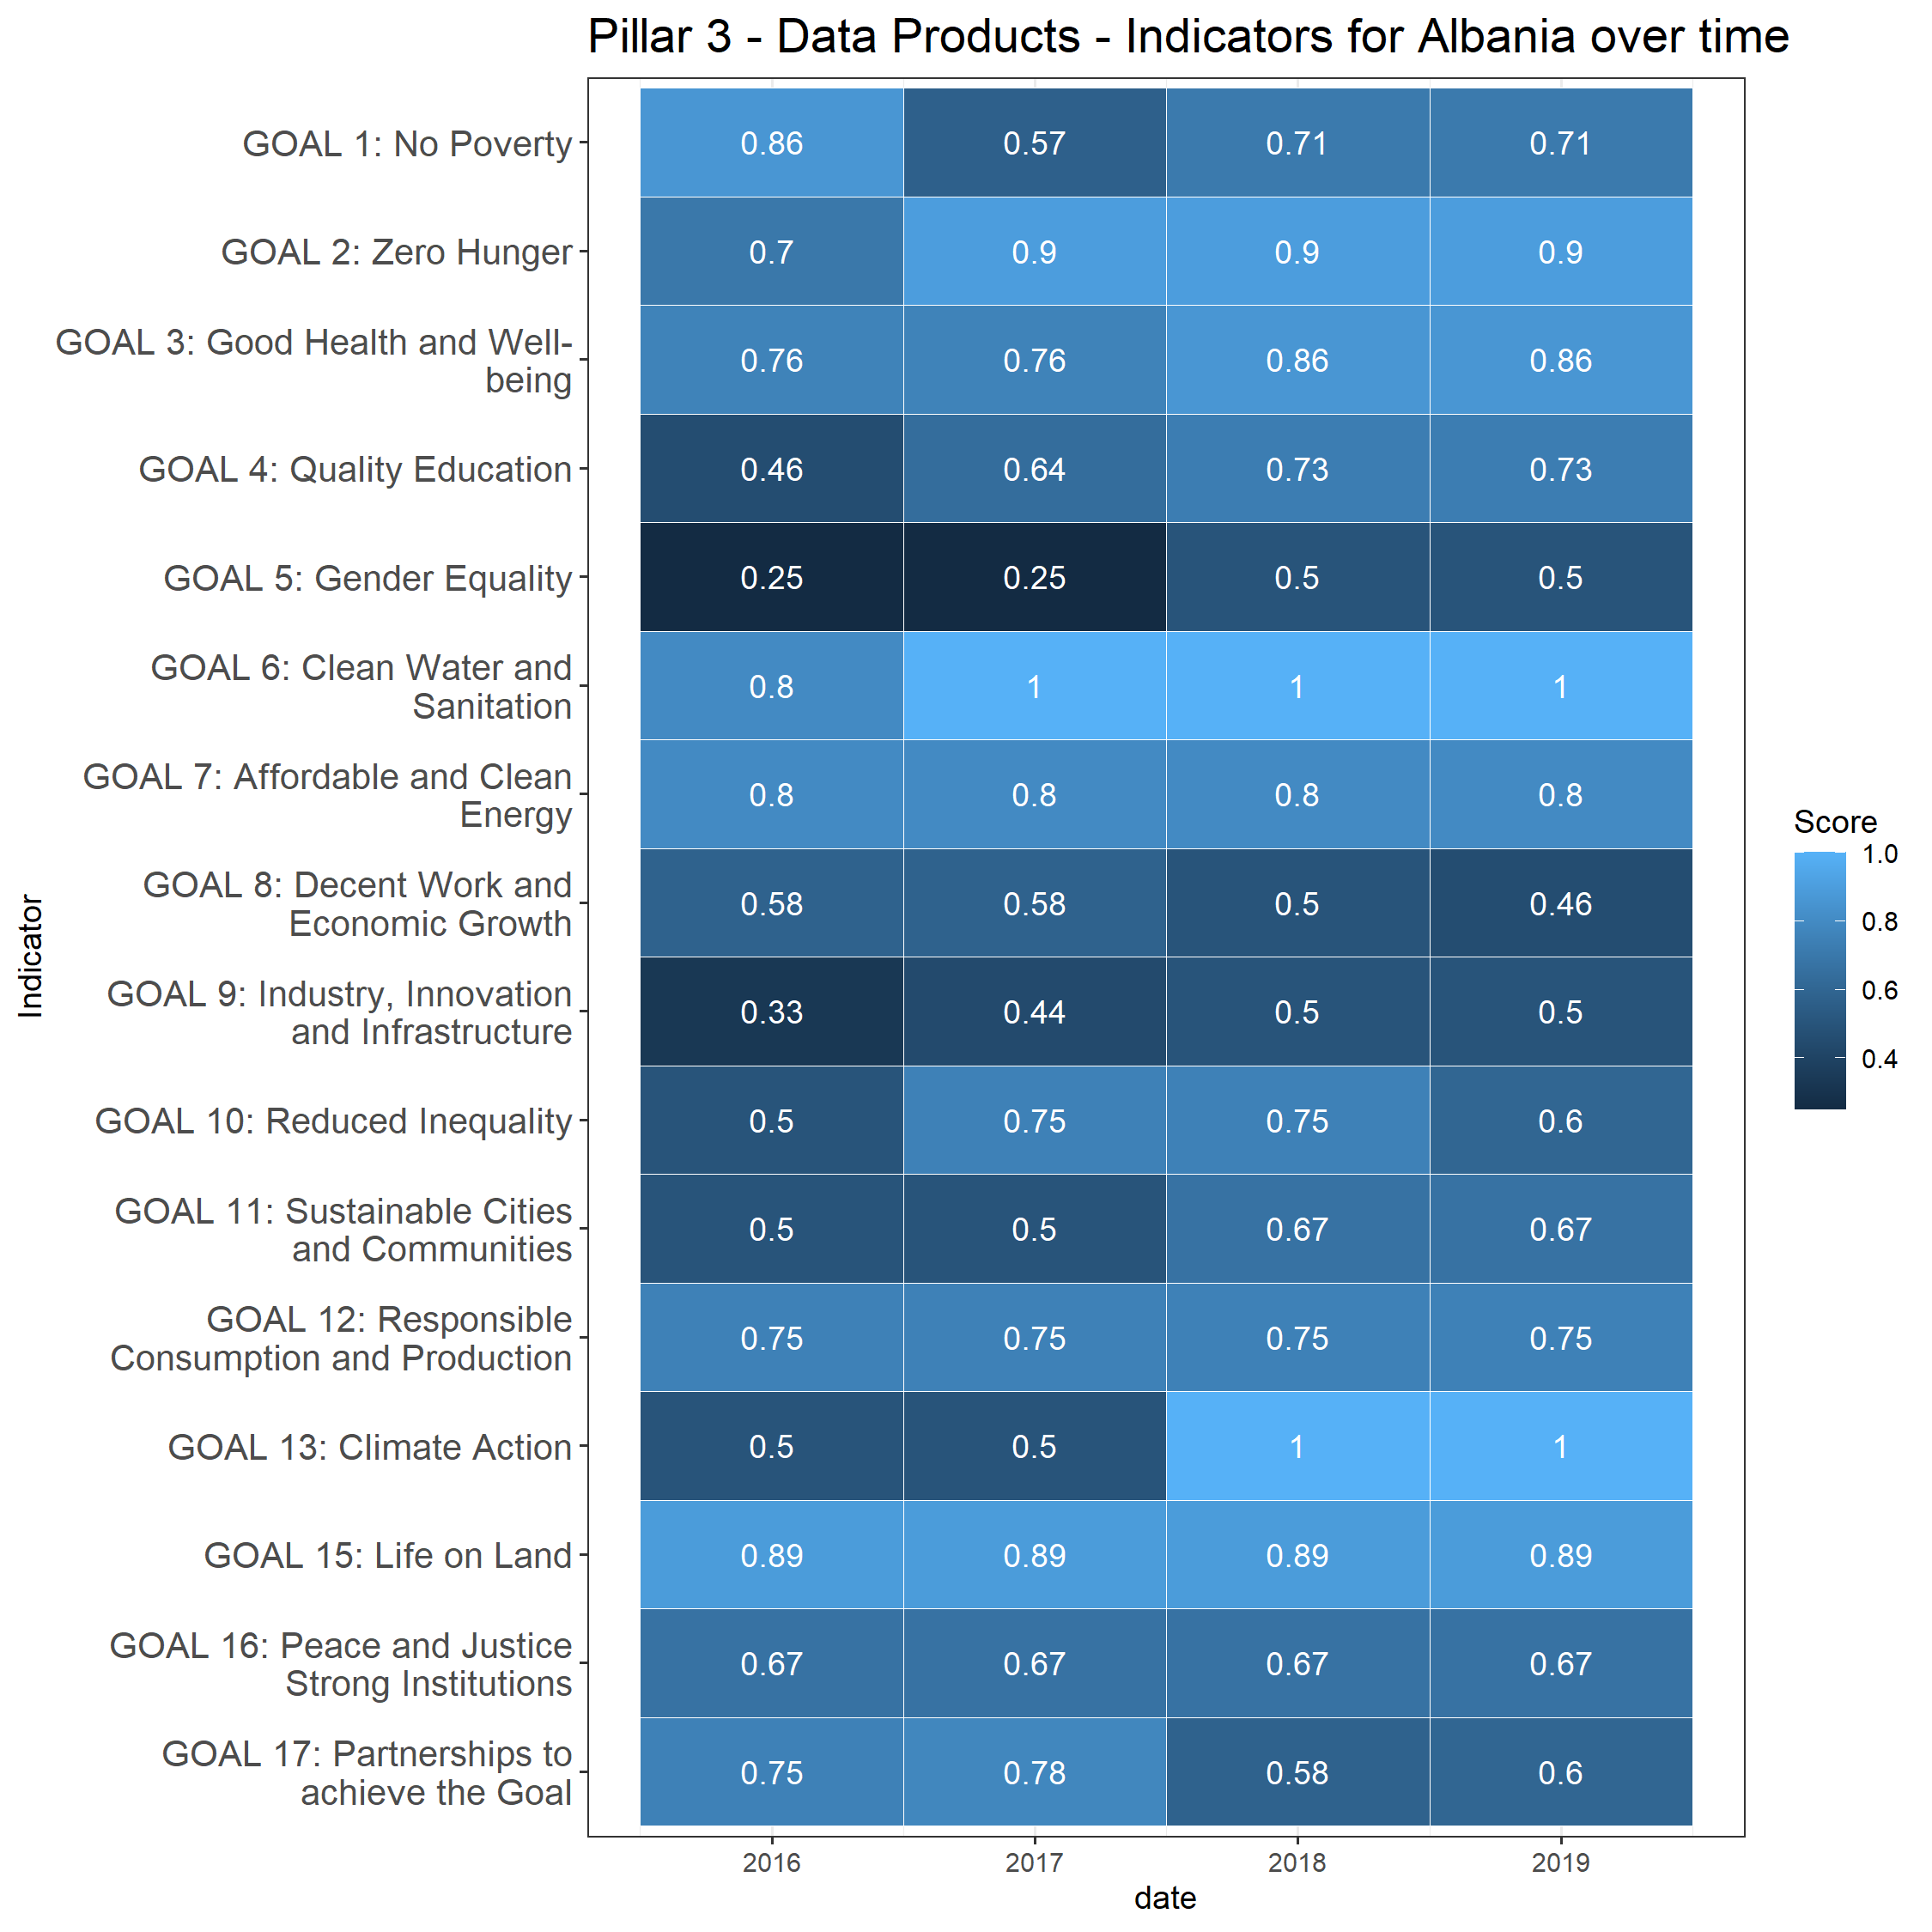 Pillar 3 - Data Products - Indicators for Albania over time
GOAL 1: No Poverty 0.86 0.57 0.71 0.71
GOAL 2: Zero Hunger 0.7 0.9 0.9 0.9
GOAL 3: Good Health and Well-
being 0.76 0.76 0.86 0.86
GOAL 4: Quality Education 0.46 0.64 0.73 0.73
GOAL 5: Gender Equality 0.25 0.25 0.5 0.5
GOAL 6: Clean Water and
Sanitation 0.8 1 1 1
GOAL 7: Affordable and Clean
Energy 0.8 0.8 0.8 0.8
GOAL 8: Decent Work and
Economic Growth 0.58 0.58 0.5 0.46
GOAL 9: Industry, Innovation
and Infrastructure 0.33 0.44 0.5 0.5
GOAL 10: Reduced Inequality 0.5 0.75 0.75 0.6
GOAL 11: Sustainable Cities
and Communities 0.5 0.5 0.67 0.67
GOAL 12: Responsible
Consumption and Production 0.75 0.75 0.75 0.75
GOAL 13: Climate Action 0.5 0.5 1 1
GOAL 15: Life on Land 0.89 0.89 0.89 0.89
GOAL 16: Peace and Justice
Strong Institutions 0.67 0.67 0.67 0.67
GOAL 17: Partnerships to
achieve the Goal 0.75 0.78 0.58 0.6
2016 2017 2018 2019
date
Indicator
Score
1.0
0.8
0.6
0.4